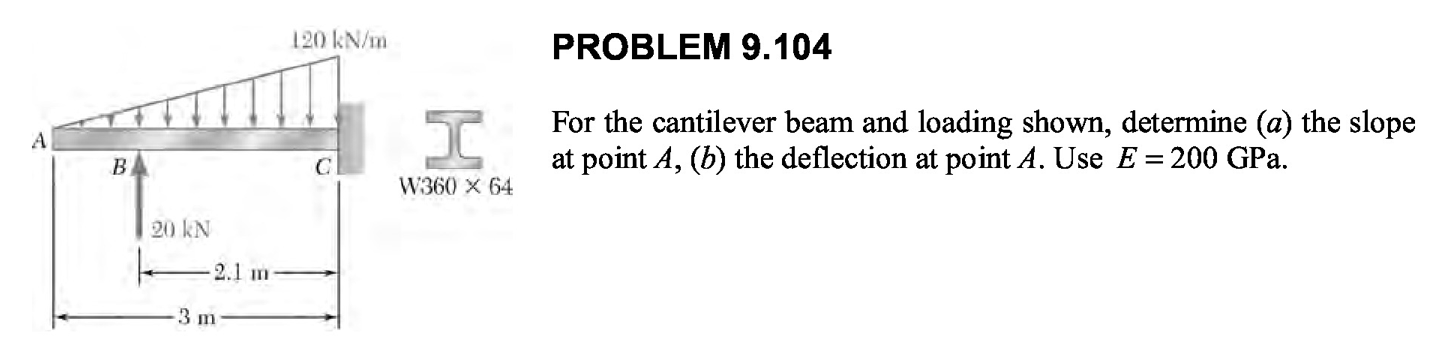 120 kN/m
A
B
C
W360 × 64
20 kN
2.1 m
3 m
PROBLEM 9.104
For the cantilever beam and loading shown, determine (a) the slope
at point A, (b) the deflection at point A. Use E = 200 GPa.